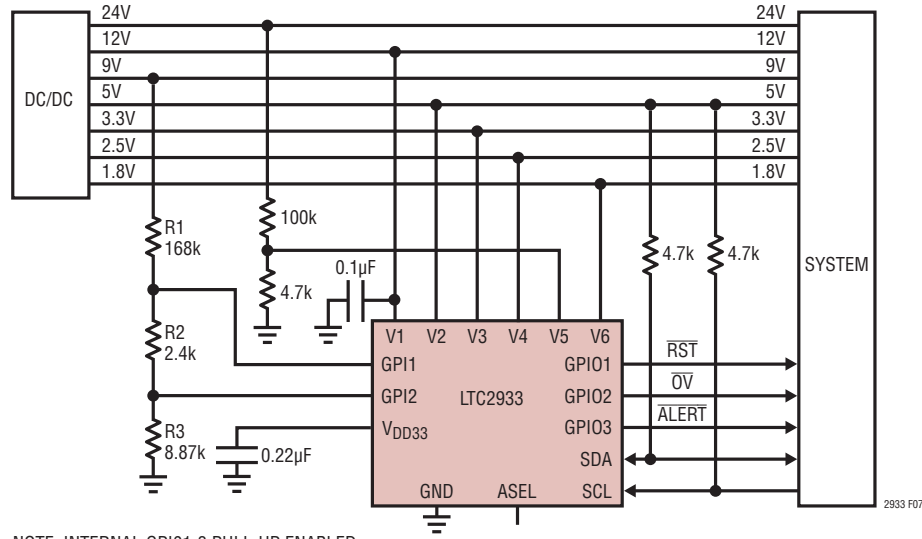 24V
12V
9V
5V
3.3V
2.5V
1.8V
DC/DC
24V
12V
9V
5V
3.3V
2.5V
1.8V
SYSTEM
R1
168k
R2
2.4k
R3
8.87k
100k
4.7k
0.1µF
4.7k
4.7k
V1 V2 V3 V4 V5 V6
GPI1
GPI2
VDD33
LTC2933
GPIO1
GPIO2
GPIO3
SDA
SCL
GND ASEL
RST
OV
ALERT
0.22µF
2933 F07